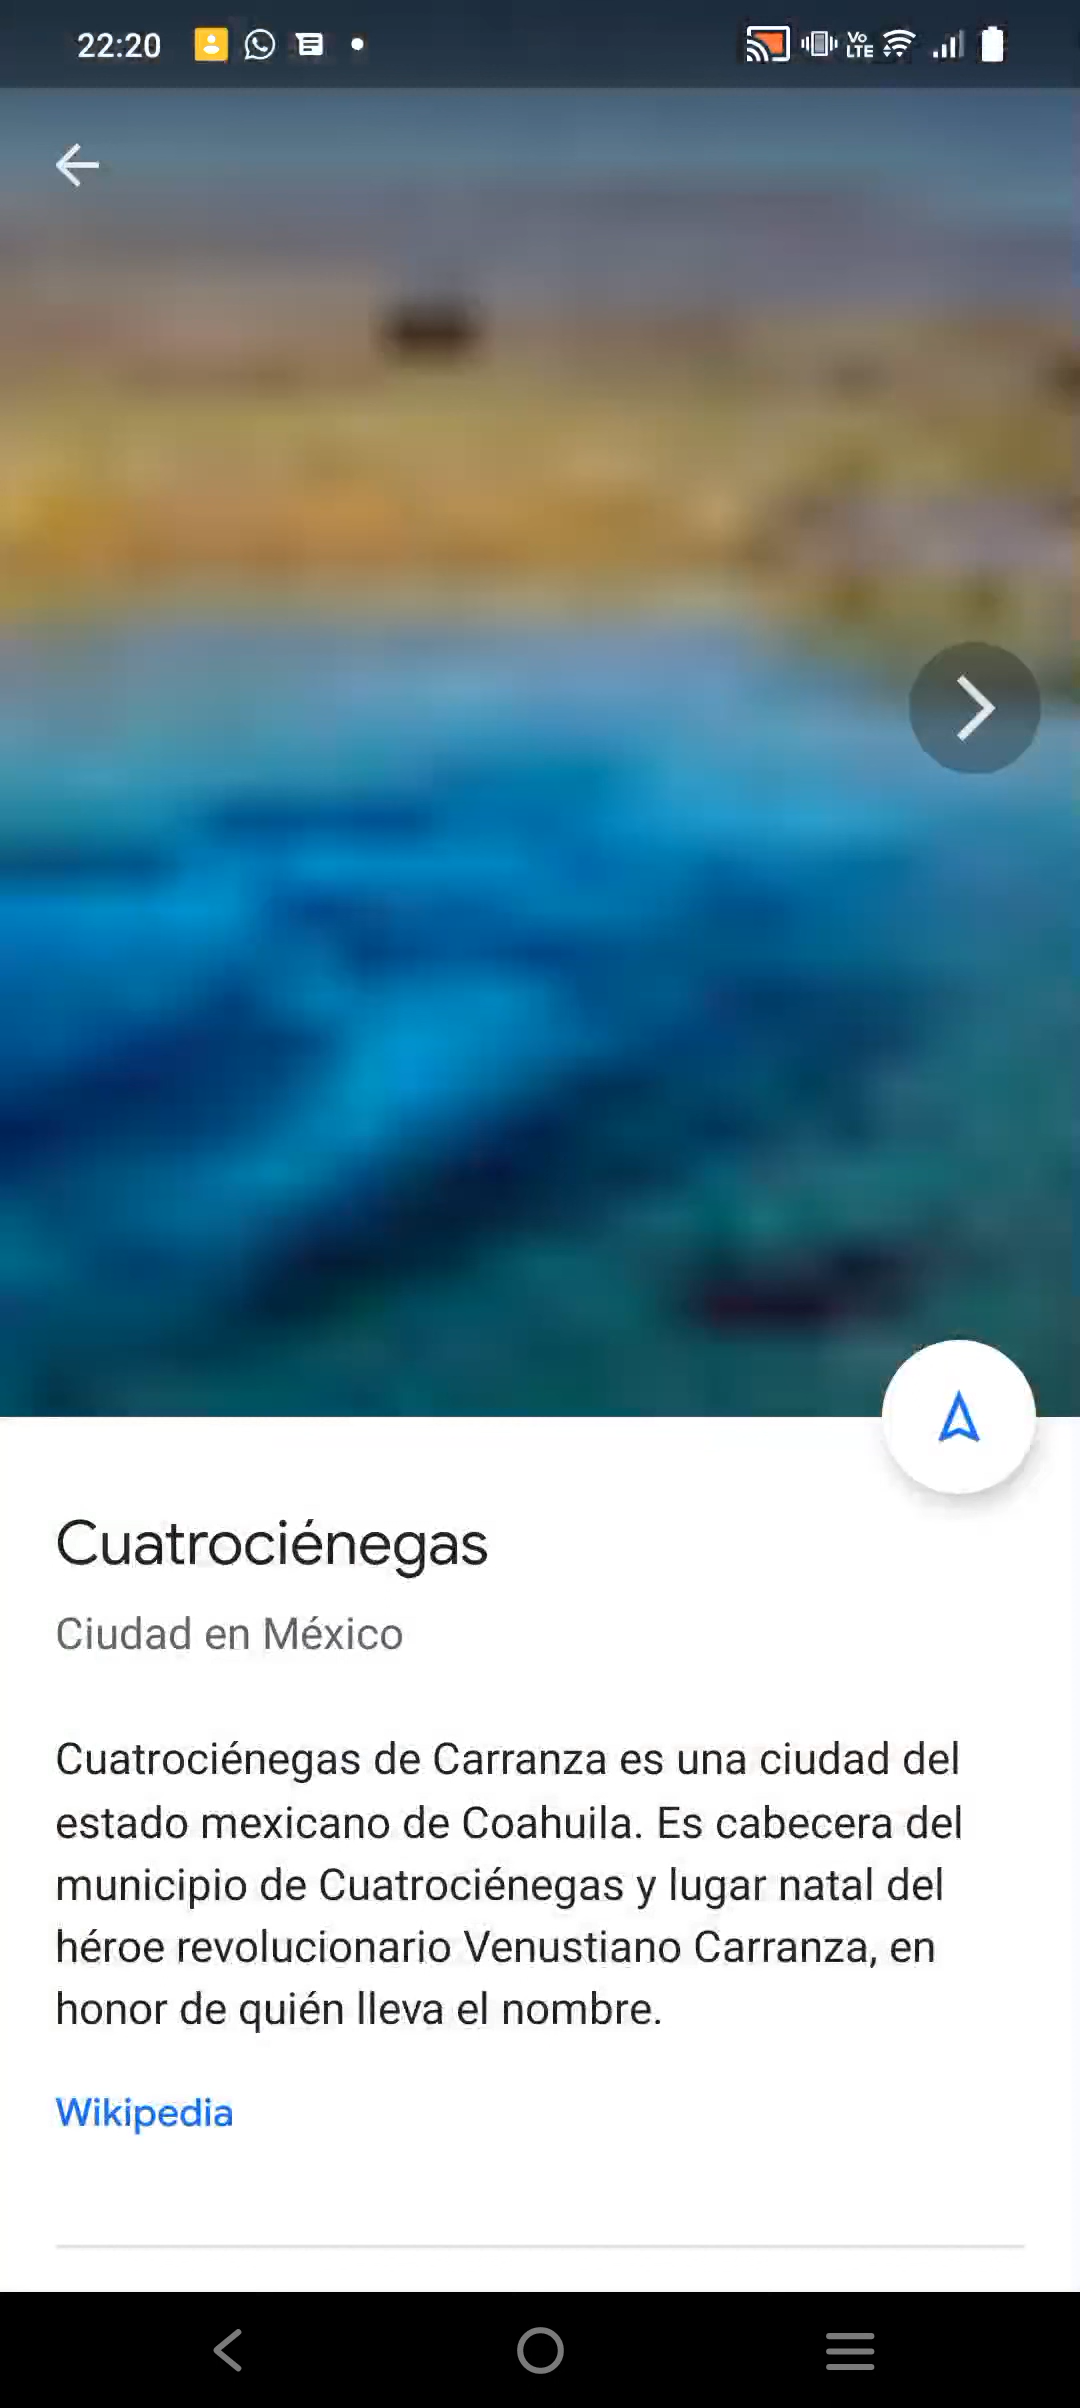 22:20
Vo
LTE
Cuatrociénegas
Ciudad en México
Cuatrociénegas de Carranza es una ciudad del
estado mexicano de Coahuila. Es cabecera del
municipio de Cuatrociénegas y lugar natal del
héroe revolucionario Venustiano Carranza, en
honor de quién lleva el nombre.
Wikipedia